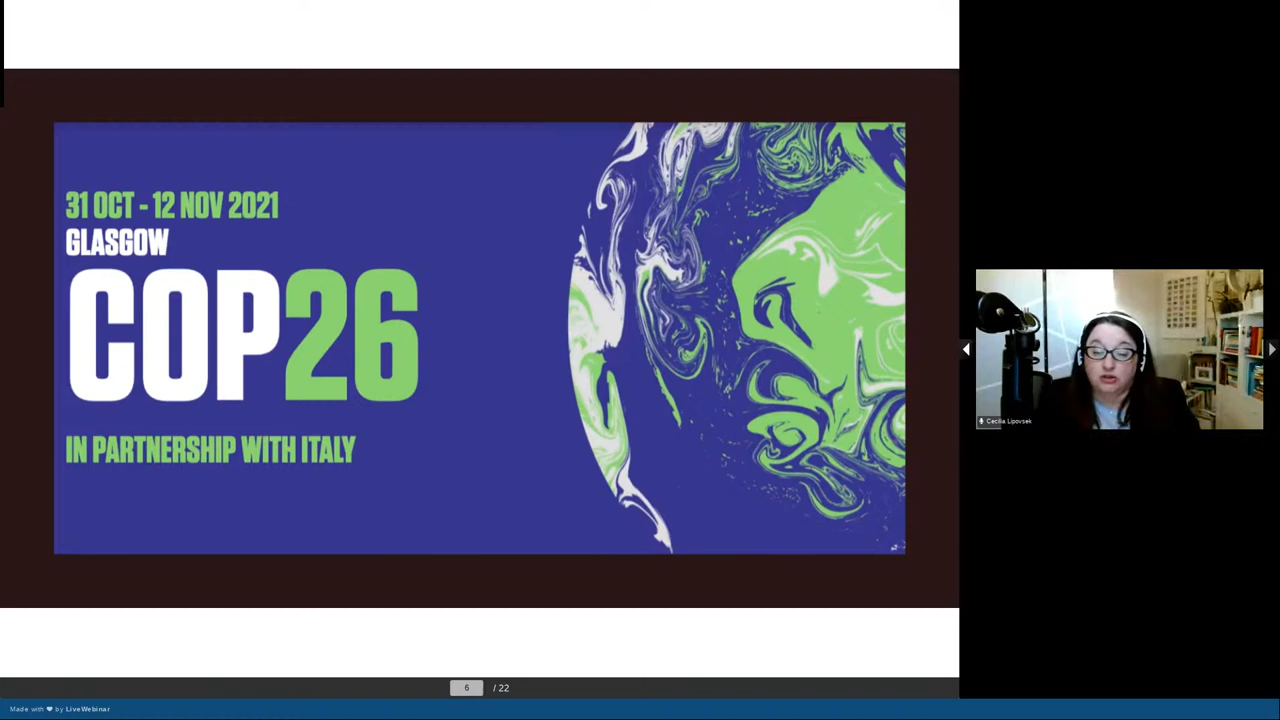 31 OCT - 12 NOV 2021
GLASGOW
COP26
IN PARTNERSHIP WITH ITALY
Cecilia Lipovsek
6 / 22
Made with ❤ by LiveWebinar